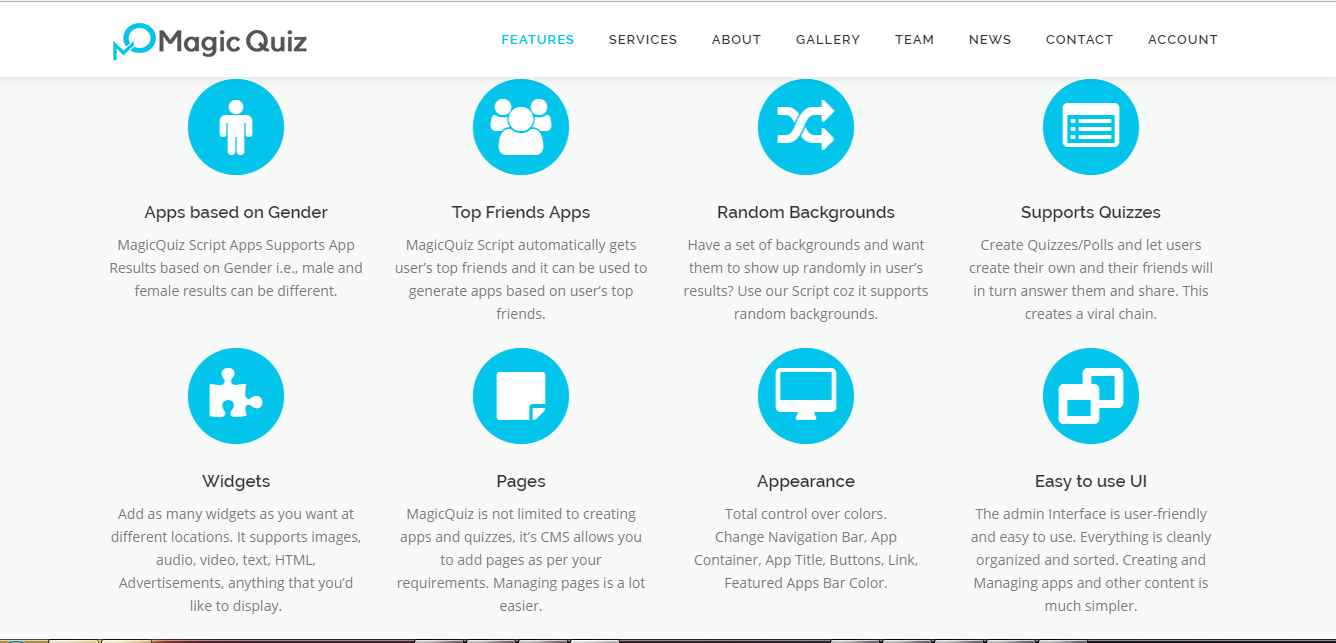 Magic Quiz
FEATURES SERVICES ABOUT GALLERY TEAM NEWS CONTACT ACCOUNT
Apps based on Gender
MagicQuiz Script Apps Supports App
Results based on Gender i.e., male and
female results can be different.
Top Friends Apps
MagicQuiz Script automatically gets
user's top friends and it can be used to
generate apps based on user's top
friends.
Random Backgrounds
Have a set of backgrounds and want
them to show up randomly in user's
results? Use our Script coz it supports
random backgrounds.
Supports Quizzes
Create Quizzes/Polls and let users
create their own and their friends will
in turn answer them and share. This
creates a viral chain.
Widgets
Add as many widgets as you want at
different locations. It supports images,
audio, video, text, HTML,
Advertisements, anything that you'd
like to display.
Pages
MagicQuiz is not limited to creating
apps and quizzes, it's CMS allows you
to add pages as per your
requirements. Managing pages is a lot
easier.
Appearance
Total control over colors.
Change Navigation Bar, App
Container, App Title, Buttons, Link,
Featured Apps Bar Color.
Easy to use UI
The admin Interface is user-friendly
and easy to use. Everything is cleanly
organized and sorted. Creating and
Managing apps and other content is
much simpler.